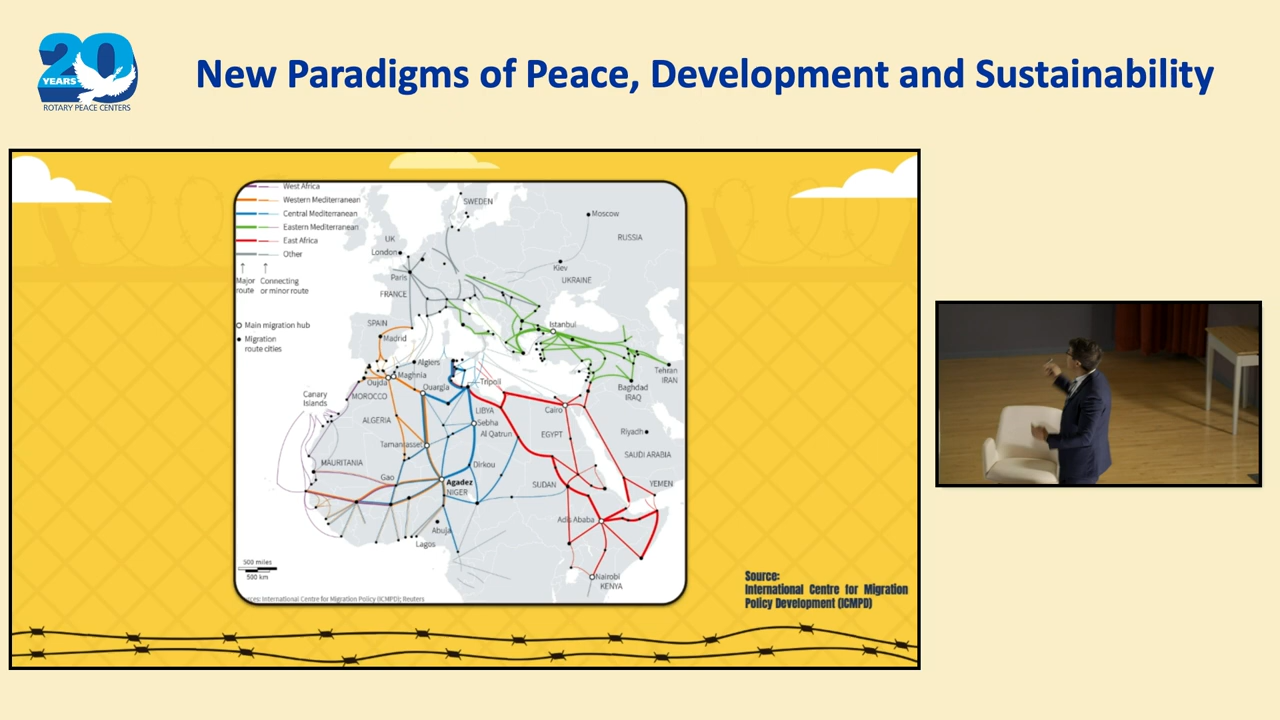 20
YEARS
ROTARY PEACE CENTERS
New Paradigms of Peace, Development and Sustainability
West Africa
Western Mediterranean
Central Mediterranean
Eastern Mediterranean
East Africa
Other
Major
route
Connecting
or minor route
Main migration hub
Migration
route cities
SWEDEN
Moscow
RUSSIA
UK
London
Kiev
UKRAINE
Paris
FRANCE
SPAIN
Madrid
Istanbul
Algiers
Maghnia
Oujda
Ouargla
Tripoli
Tehran
IRAN
Baghdad
IRAQ
Canary
Islands
MOROCCO
LIBYA
Cairo
ALGERIA
Sebha
Al Qatrun
EGYPT
Riyadh
Tamanrasset
SAUDI ARABIA
MAURITANIA
Dirkou
Gao
Agadez
NIGER
SUDAN
YEMEN
Adis Ababa
Abuja
Lagos
Nairobi
KENYA
500 miles
500 km
ces: International Centre for Migration Policy (ICMPD); Reuters
Source:
International Centre for Migration
Policy Development (ICMPD)